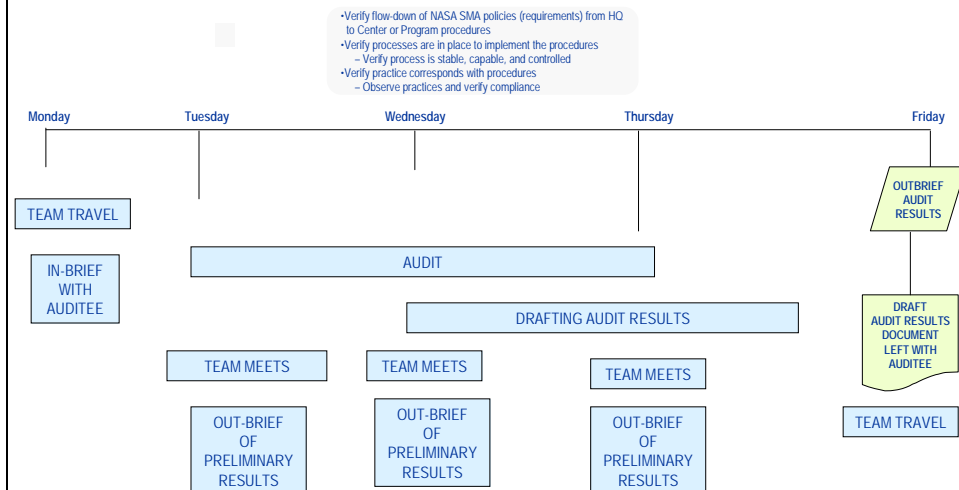 •Verify flow-down of NASA SMA policies (requirements) from HQ
to Center or Program procedures
•Verify processes are in place to implement the procedures
– Verify process is stable, capable, and controlled
•Verify practice corresponds with procedures
– Observe practices and verify compliance
Monday
Tuesday
Wednesday
Thursday
Friday
TEAM TRAVEL
IN-BRIEF
WITH
AUDITEE
AUDIT
DRAFTING AUDIT RESULTS
TEAM MEETS
TEAM MEETS
TEAM MEETS
OUT-BRIEF
OF
PRELIMINARY
RESULTS
OUT-BRIEF
OF
PRELIMINARY
RESULTS
OUT-BRIEF
OF
PRELIMINARY
RESULTS
OUTBRIEF
AUDIT
RESULTS
DRAFT
AUDIT RESULTS
DOCUMENT
LEFT WITH
AUDITEE
TEAM TRAVEL